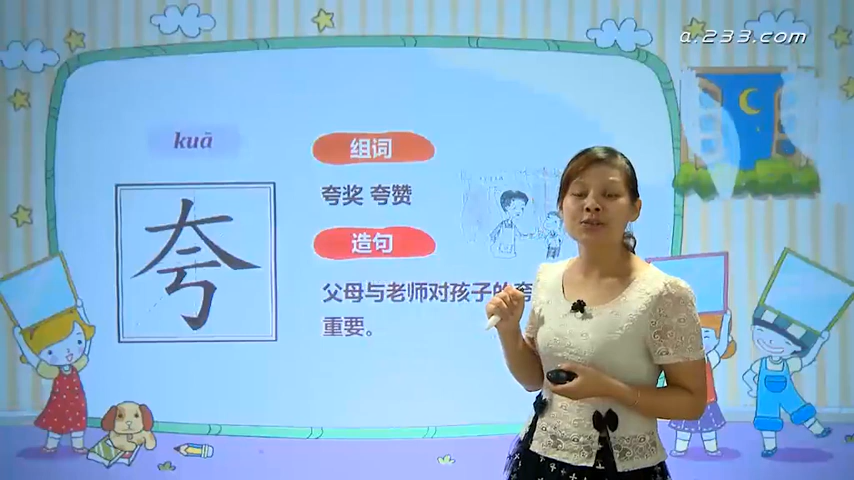 a.233.com
kuā
夸
组词
夸奖 夸赞
造句
父母与老师对孩子的夸
重要。